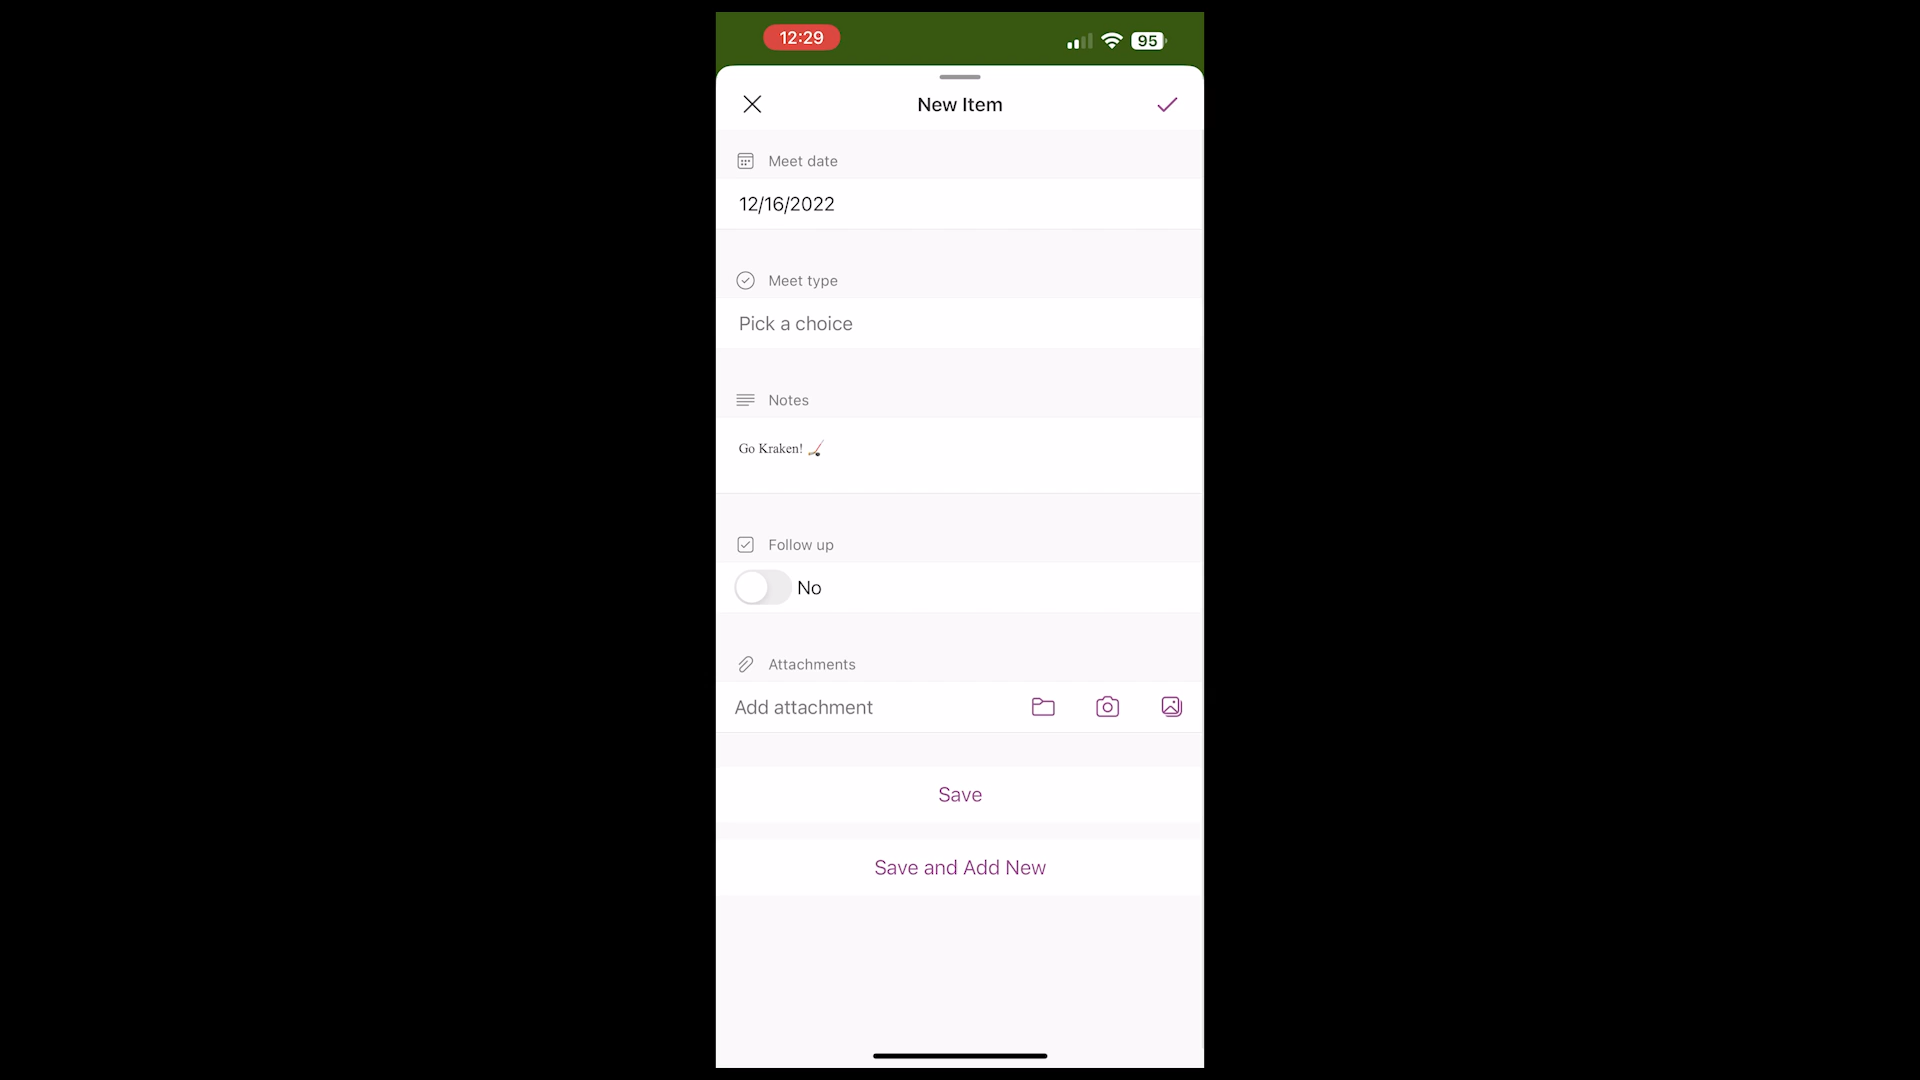 12:29
95
New Item
Meet date
12/16/2022
Meet type
Pick a choice
Notes
Go Kraken! 🏑
Follow up
No
Attachments
Add attachment
Save
Save and Add New